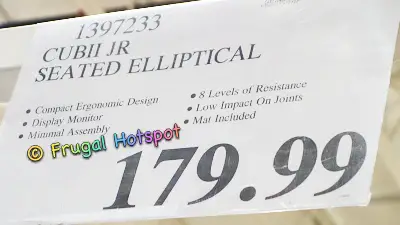 1397233
CUBII JR
SEATED ELLIPTICAL
• Compact Ergonomic Design
• Display Monitor
• Minimal Assembly
• 8 Levels of Resistance
• Low Impact On Joints
• Mat Included
© Frugal Hotspot
179.99